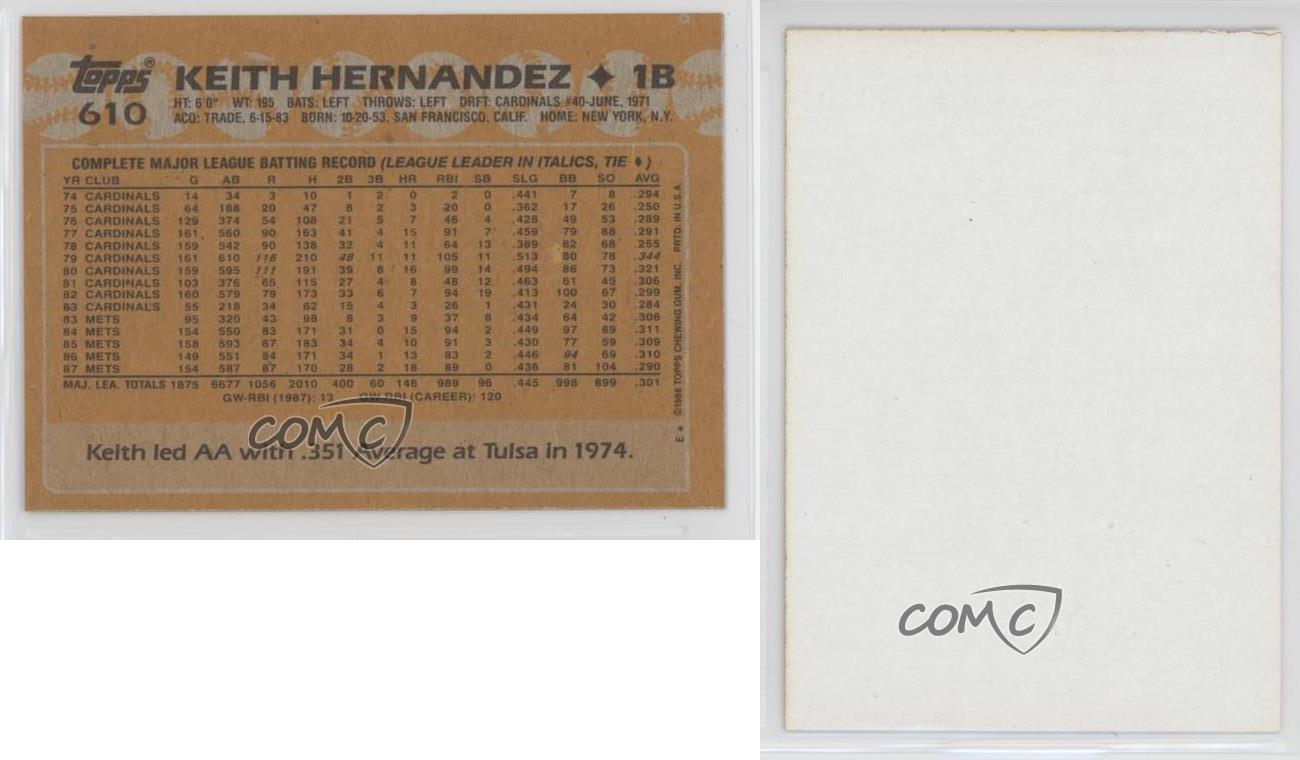 topps® KEITH HERNANDEZ ✦ 1B
610 HT: 6'0" WT: 195 BATS: LEFT THROWS: LEFT DRFT: CARDINALS #40-JUNE, 1971
ACQ: TRADE, 6-15-83 BORN: 10-20-53, SAN FRANCISCO, CALIF. HOME: NEW YORK, N.Y.
COMPLETE MAJOR LEAGUE BATTING RECORD (LEAGUE LEADER IN ITALICS, TIE ♦)
YR CLUB G AB R H 2B 3B HR RBI SB SLG BB SO AVG
74 CARDINALS 14 34 3 10 1 2 0 2 0 .441 7 8 .294
75 CARDINALS 64 188 20 47 8 2 3 20 0 .362 17 26 .250
76 CARDINALS 129 374 54 108 21 5 7 46 4 .428 49 53 .289
77 CARDINALS 161 560 90 163 41 4 15 91 7 .459 79 88 .291
78 CARDINALS 159 542 90 138 32 4 11 64 13 .389 82 68 .255
79 CARDINALS 161 610 116 210 48 11 11 105 11 .513 80 78 .344
80 CARDINALS 159 595 111 191 39 8 16 99 14 .494 86 73 .321
81 CARDINALS 103 376 65 115 27 4 8 48 12 .463 61 45 .306
82 CARDINALS 160 579 79 173 33 6 7 94 19 .413 100 67 .299
83 CARDINALS 55 218 34 62 15 4 3 26 1 .431 24 30 .284
83 METS 95 320 43 98 8 3 9 37 8 .434 64 42 .306
84 METS 154 550 83 171 31 0 15 94 2 .449 97 89 .311
85 METS 158 593 87 183 34 4 10 91 3 .430 77 59 .309
86 METS 149 551 94 171 34 1 13 83 2 .446 94 69 .310
87 METS 154 587 87 170 28 2 18 89 0 .436 81 104 .290
MAJ. LEA. TOTALS 1875 6677 1056 2010 400 60 146 989 96 .445 998 899 .301
GW-RBI (1987): 13 GW-RBI (CAREER): 120
Keith led AA with .351 Average at Tulsa in 1974.
E* ©1988 TOPPS CHEWING GUM, INC. PRTD. IN U.S.A.
COMC
COMC